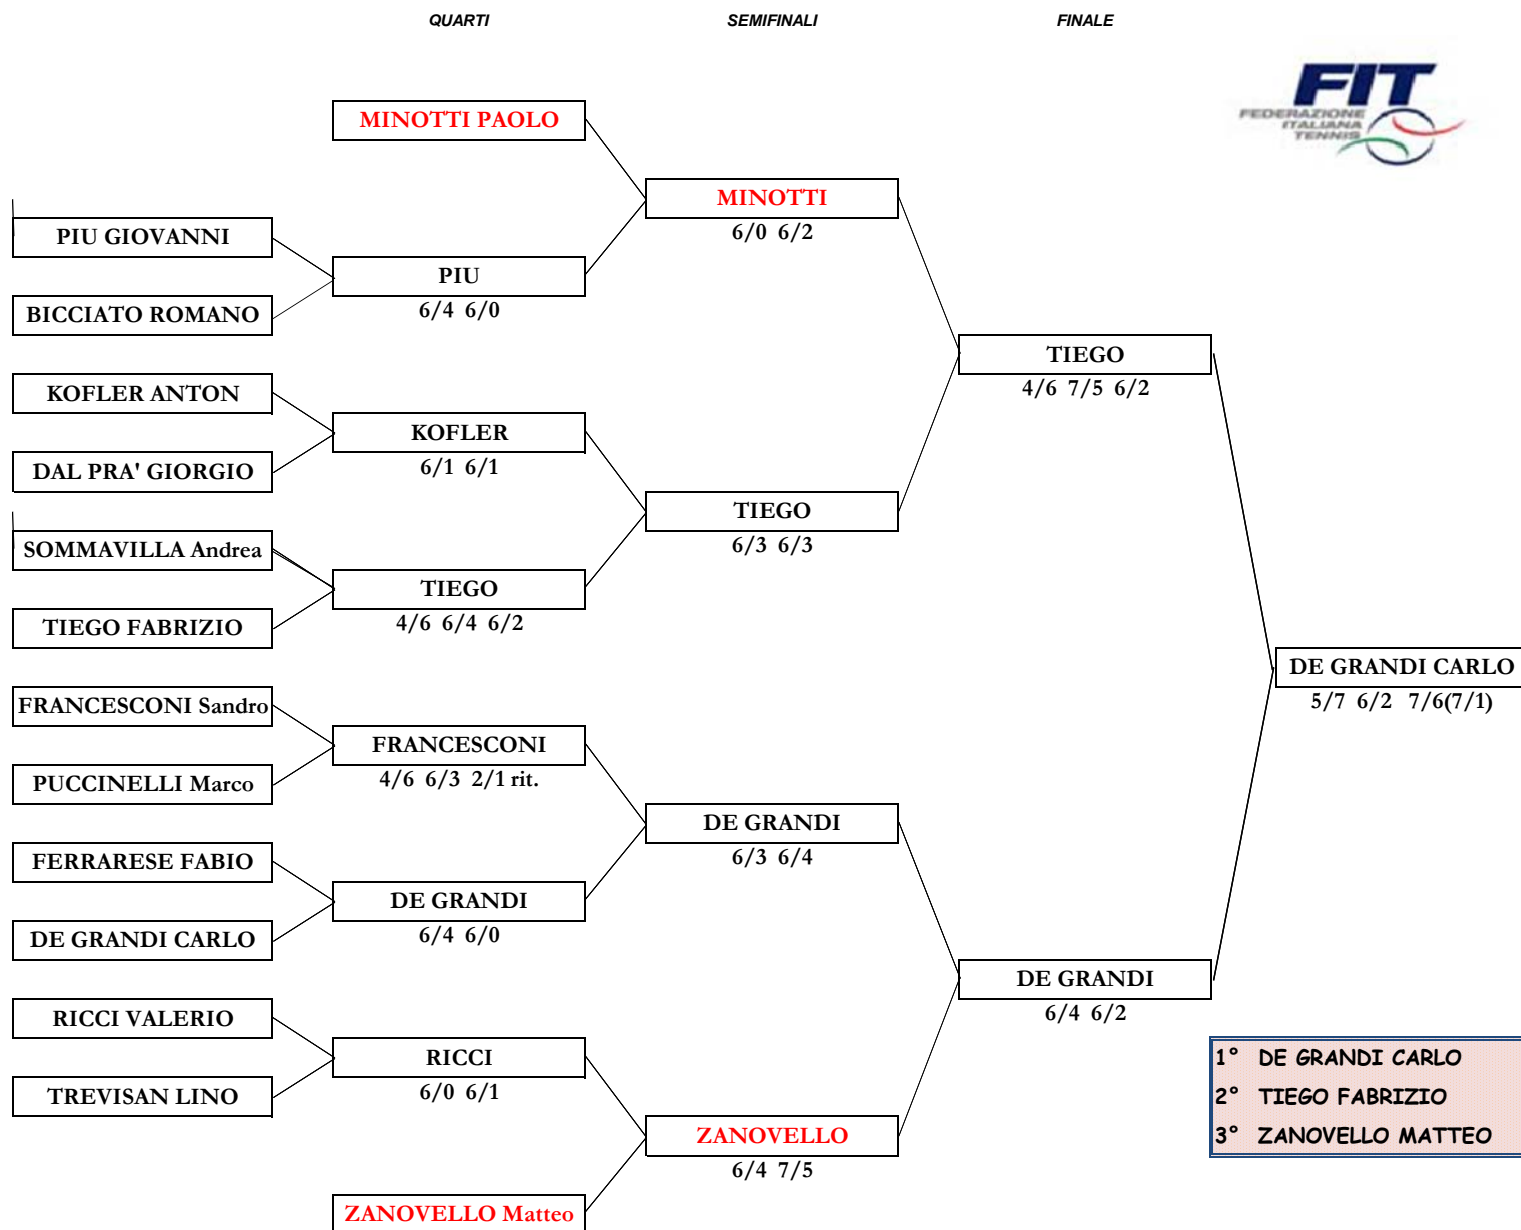 QUARTI SEMIFINALI FINALE
FIT
FEDERAZIONE
ITALIANA
TENNIS
MINOTTI PAOLO
MINOTTI
6/0 6/2
PIU GIOVANNI
PIU
6/4 6/0
BICCIATO ROMANO
TIEGO
4/6 7/5 6/2
KOFLER ANTON
KOFLER
6/1 6/1
DAL PRA' GIORGIO
TIEGO
6/3 6/3
SOMMAVILLA Andrea
TIEGO
4/6 6/4 6/2
TIEGO FABRIZIO
DE GRANDI CARLO
5/7 6/2 7/6(7/1)
FRANCESCONI Sandro
FRANCESCONI
4/6 6/3 2/1 rit.
PUCCINELLI Marco
DE GRANDI
6/3 6/4
FERRARESE FABIO
DE GRANDI
6/4 6/0
DE GRANDI CARLO
DE GRANDI
6/4 6/2
RICCI VALERIO
RICCI
6/0 6/1
TREVISAN LINO
ZANOVELLO
6/4 7/5
ZANOVELLO Matteo
1° DE GRANDI CARLO
2° TIEGO FABRIZIO
3° ZANOVELLO MATTEO